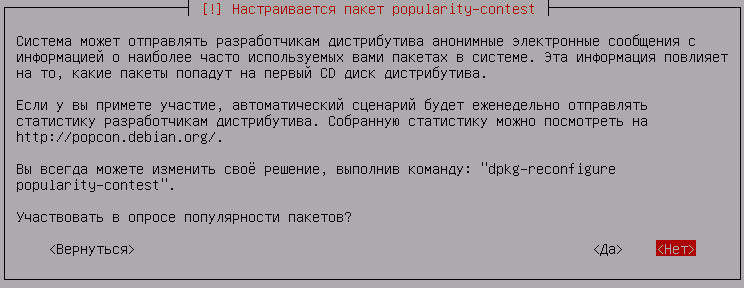 [!] Настраивается пакет popularity-contest
Система может отправлять разработчикам дистрибутива анонимные электронные сообщения с
информацией о наиболее часто используемых вами пакетах в системе. Эта информация повлияет
на то, какие пакеты попадут на первый CD диск дистрибутива.
Если у вы примете участие, автоматический сценарий будет еженедельно отправлять
статистику разработчикам дистрибутива. Собранную статистику можно посмотреть на
http://popcon.debian.org/.
Вы всегда можете изменить своё решение, выполнив команду: "dpkg-reconfigure
popularity-contest".
Участвовать в опросе популярности пакетов?
<Вернуться> <Да> <Нет>